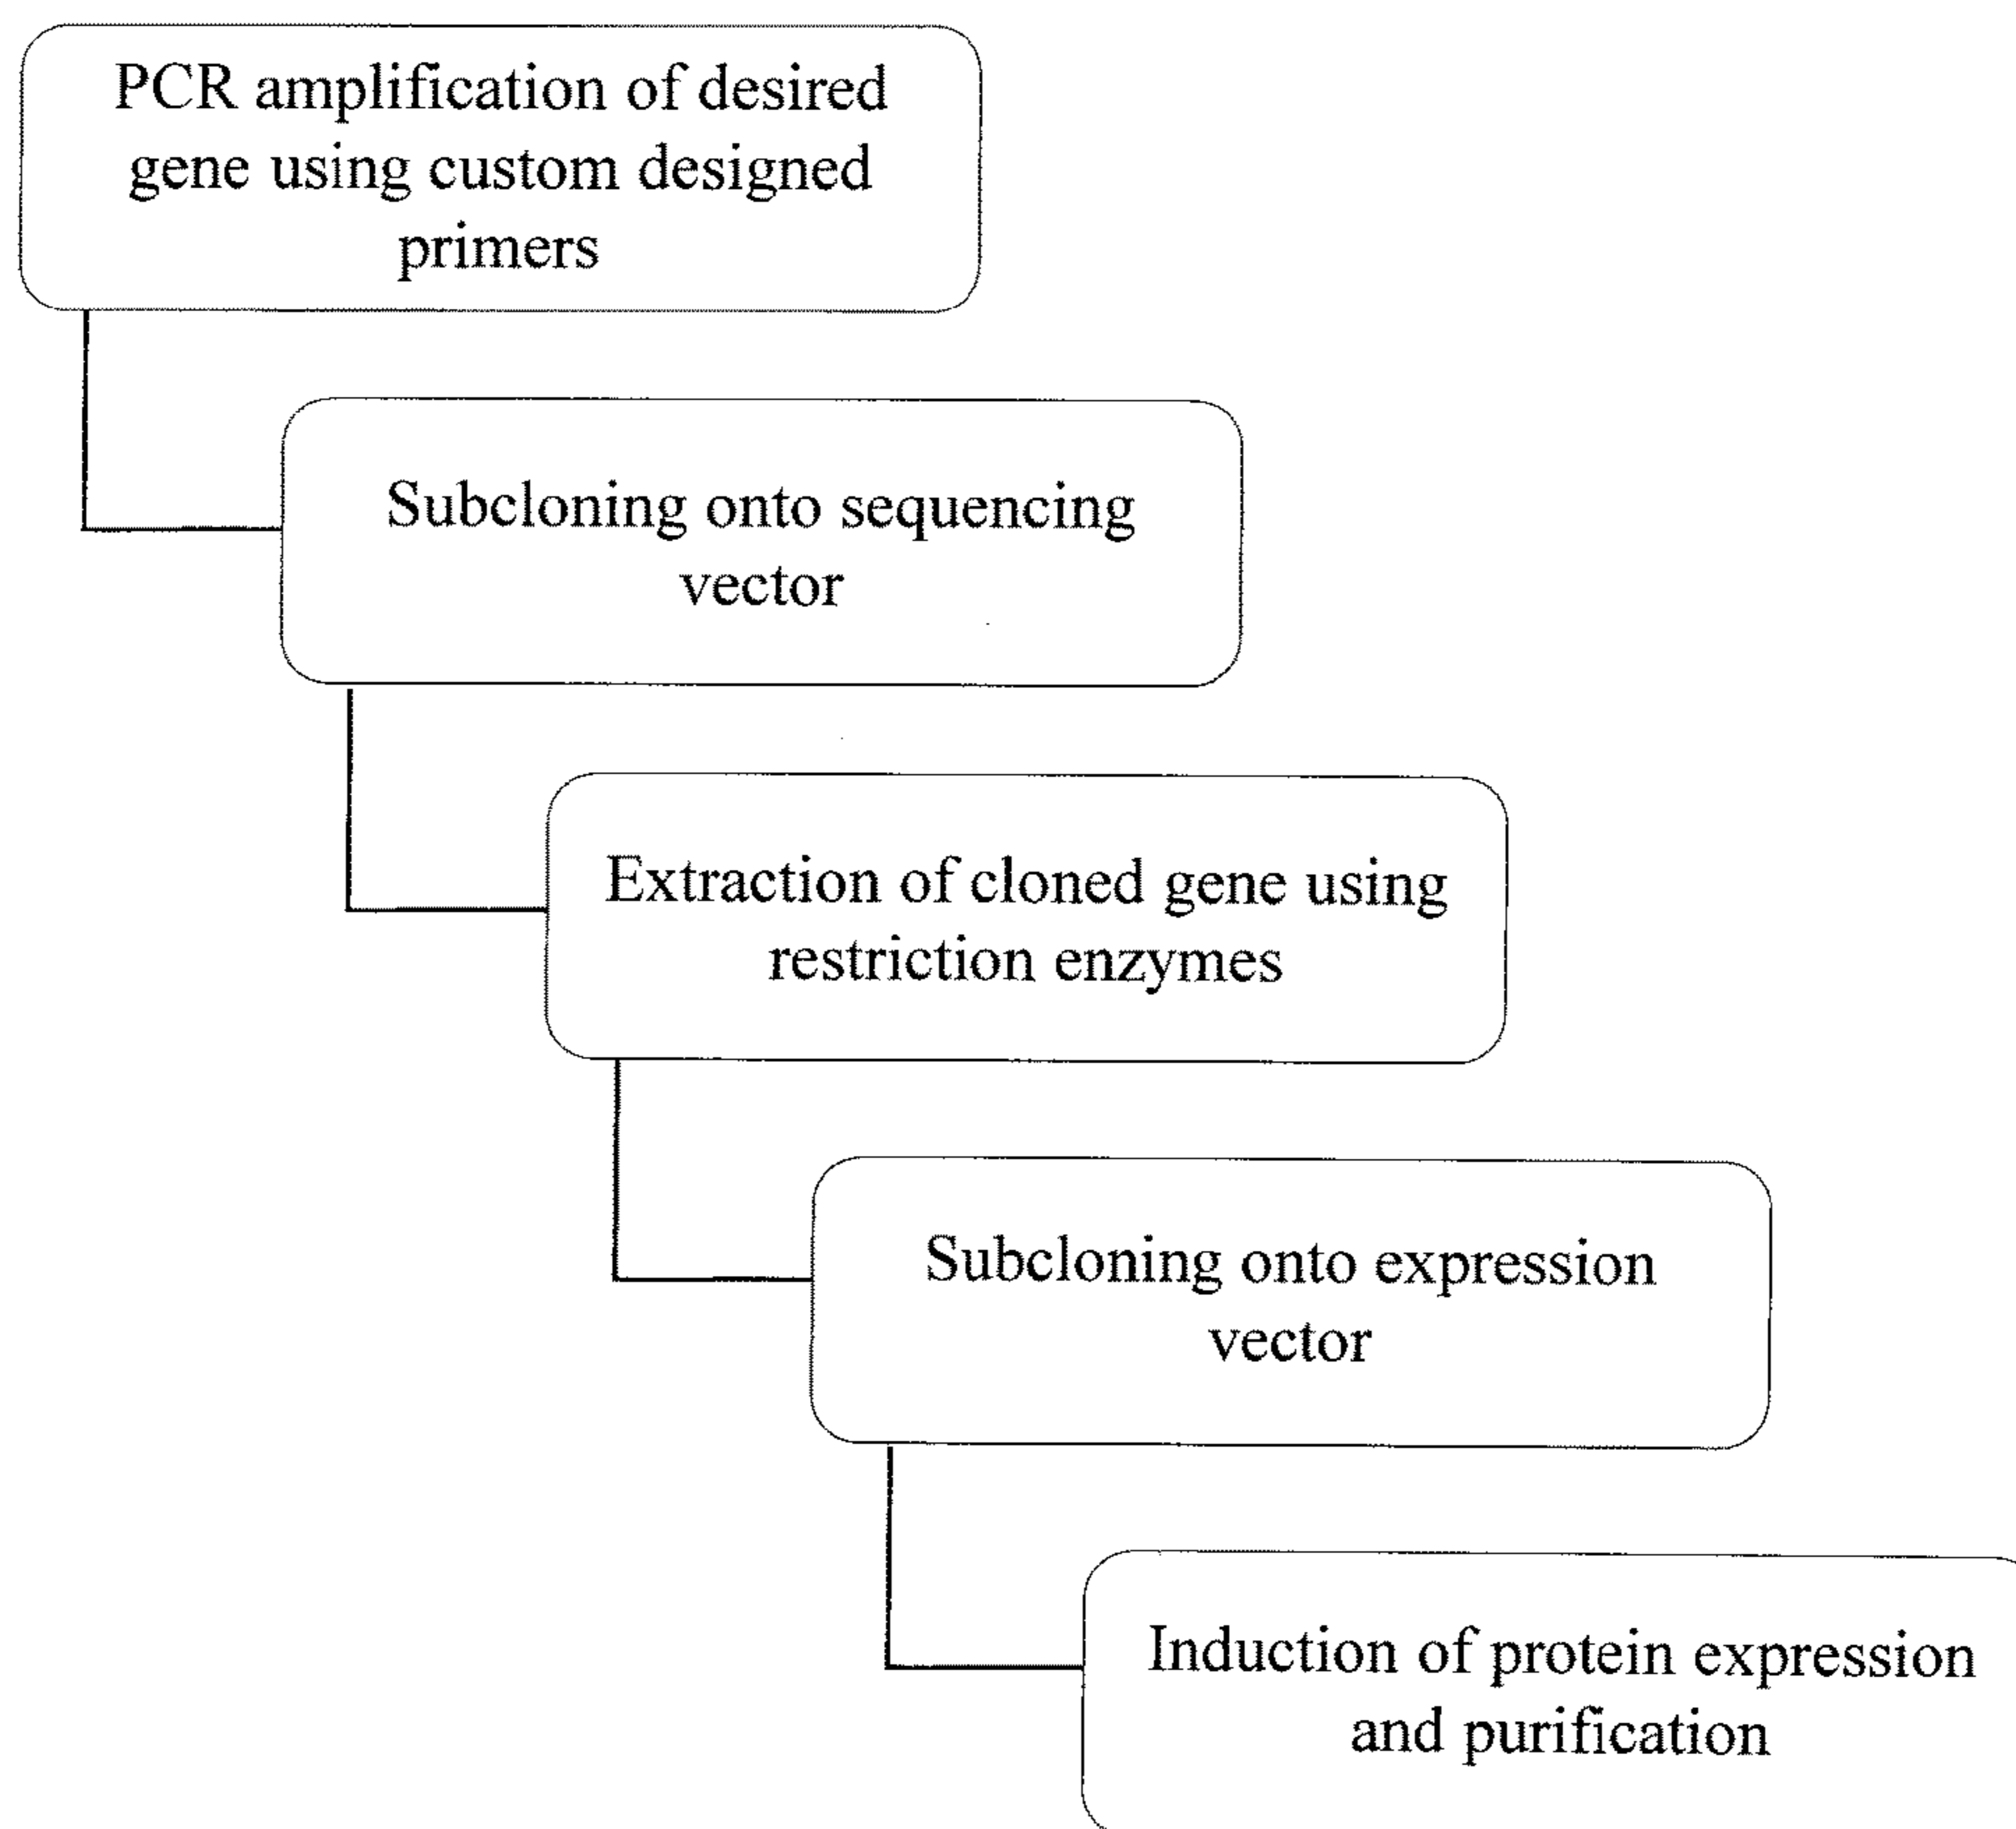 PCR amplification of desired
gene using custom designed
primers
Subcloning onto sequencing
vector
Extraction of cloned gene using
restriction enzymes
Subcloning onto expression
vector
Induction of protein expression
and purification